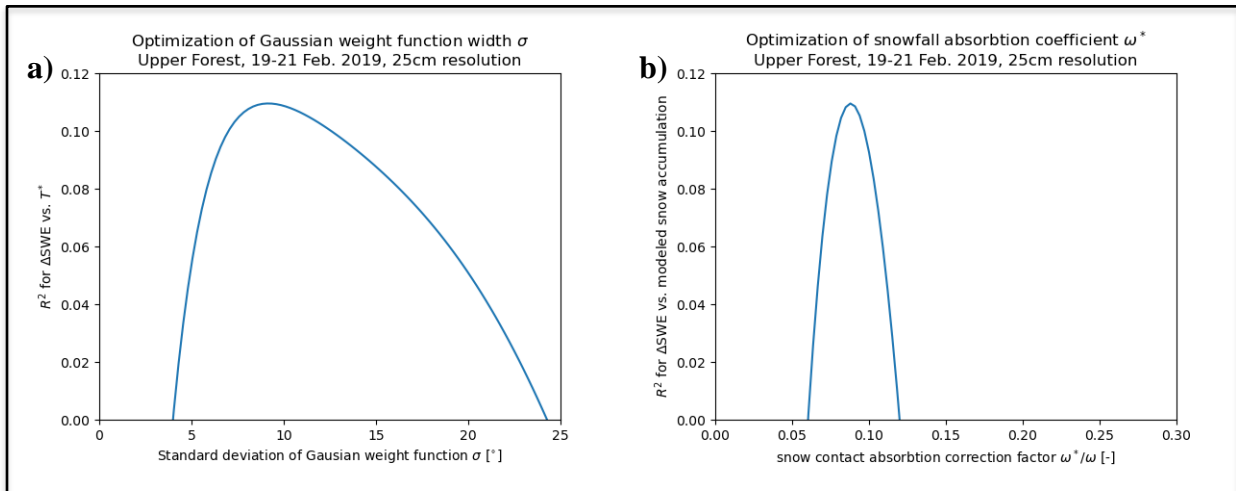 a)
Optimization of Gaussian weight function width σ
Upper Forest, 19-21 Feb. 2019, 25cm resolution
0.12
0.10
0.08
0.06
0.04
0.02
0.00
R² for ΔSWE vs. T*
0 5 10 15 20 25
Standard deviation of Gausian weight function σ [°]
b)
Optimization of snowfall absorbtion coefficient ω*
Upper Forest, 19-21 Feb. 2019, 25cm resolution
0.12
0.10
0.08
0.06
0.04
0.02
0.00
R² for ΔSWE vs. modeled snow accumulation
0.00 0.05 0.10 0.15 0.20 0.25 0.30
snow contact absorbtion correction factor ω*/ω [-]